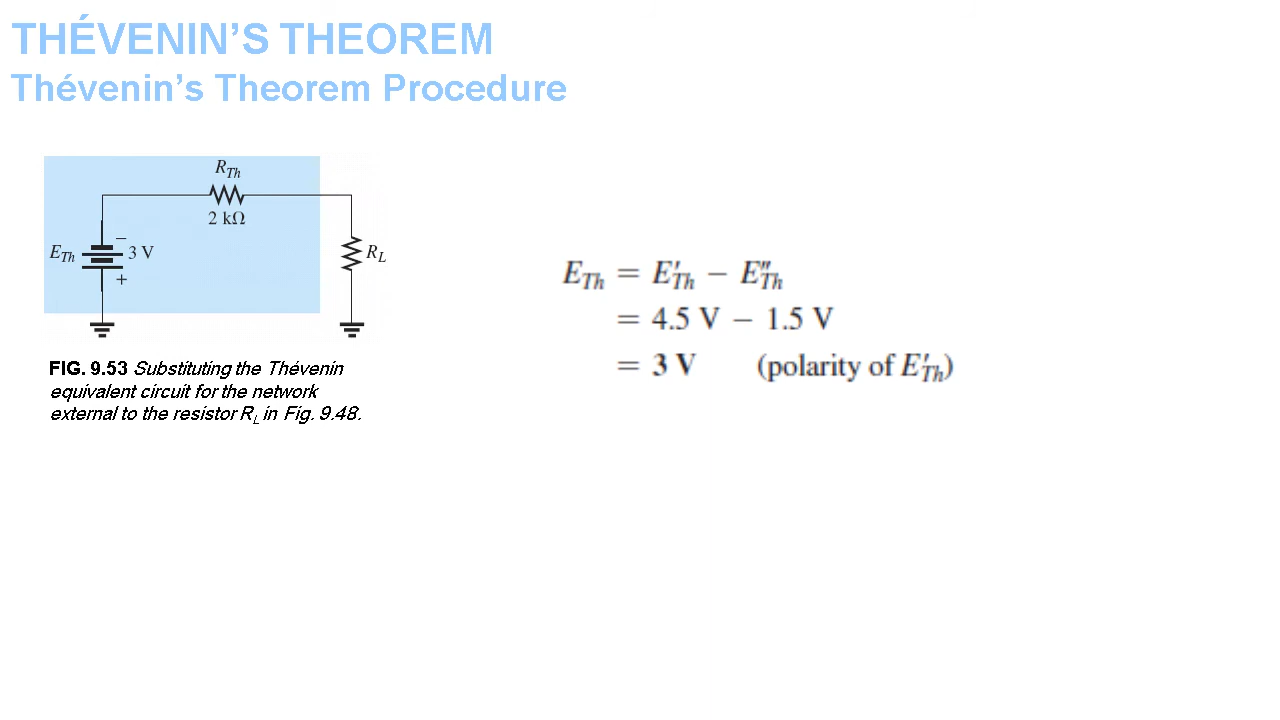 THÉVENIN'S THEOREM
Thévenin's Theorem Procedure
R_Th
2 kΩ
E_Th
−
3 V
+
R_L
FIG. 9.53 Substituting the Thévenin
equivalent circuit for the network
external to the resistor R_L in Fig. 9.48.
E_Th = E′_Th − E″_Th
= 4.5 V − 1.5 V
= 3 V (polarity of E′_Th)